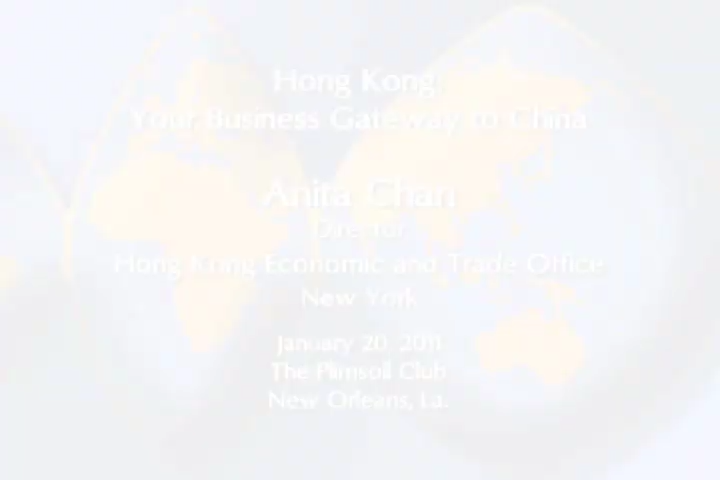 Hong Kong
Your Business Gateway to China
Anita Chan
Director
Hong Kong Economic and Trade Office
New York
January 20, 2011
The Plimsoll Club
New Orleans, La.